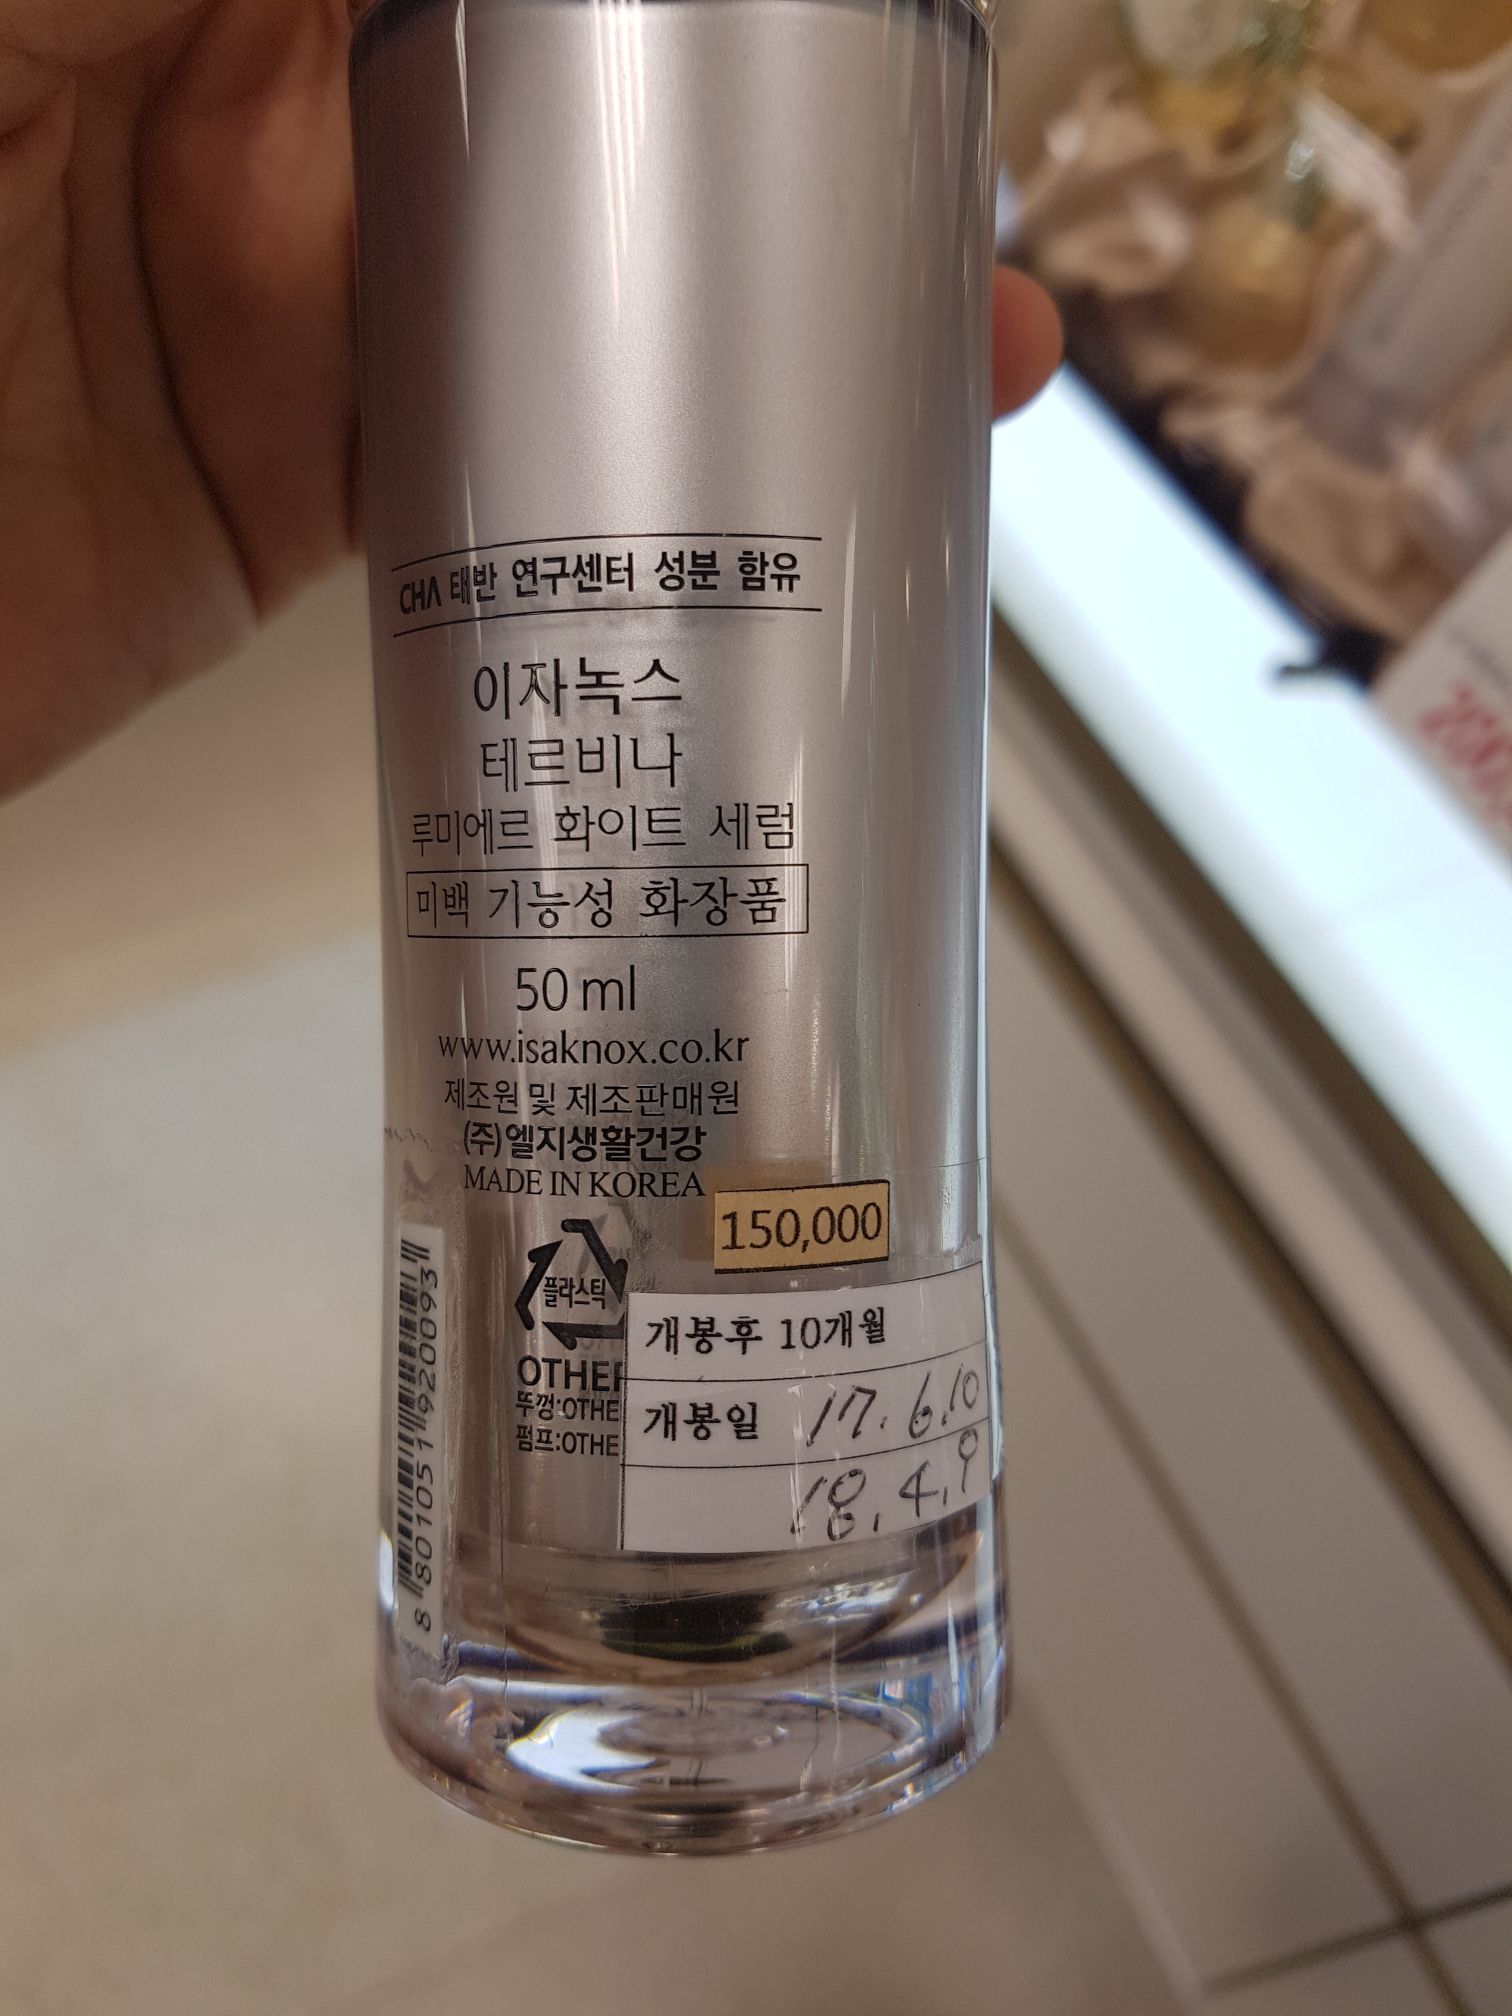 CHA 태반 연구센터 성분 함유
이자녹스
테르비나
루미에르 화이트 세럼
미백 기능성 화장품
50 ml
www.isaknox.co.kr
제조원 및 제조판매원
(주)엘지생활건강
MADE IN KOREA
150,000
플라스틱
OTHER
뚜껑:OTHE
펌프:OTHE
개봉후 10개월
개봉일 17. 6.10
18. 4. 9
8 801051 920093